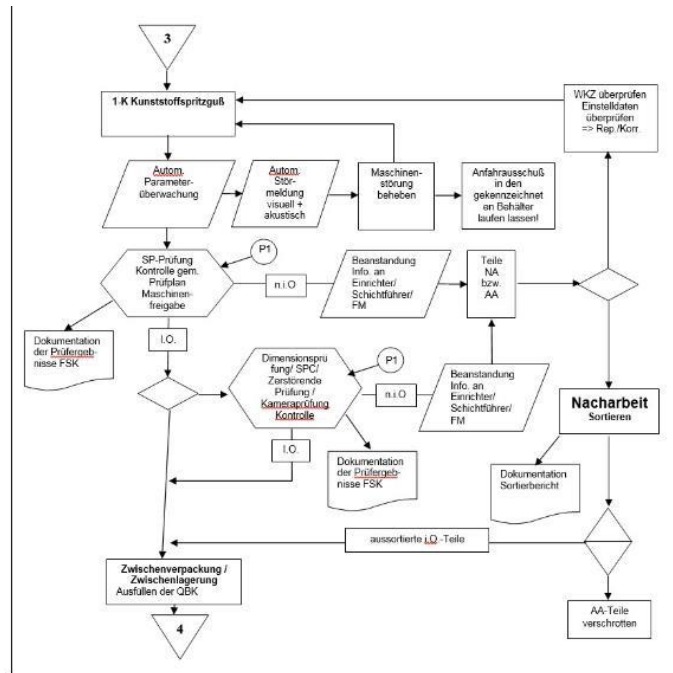 3
1-K Kunststoffspritzguß
WKZ überprüfen
Einstelldaten
überprüfen
=> Rep./Korr.
Autom.
Parameter-
überwachung
Autom.
Stör-
meldung
visuell +
akustisch
Maschinen-
störung
beheben
Anfahrausschuß
in den
gekennzeichnet
en Behälter
laufen lassen!
SP-Prüfung
Kontrolle gem.
Prüfplan
Maschinen-
freigabe
P1
n.i.O
Beanstandung
Info. an
Einrichter/
Schichtführer/
FM
Teile
NA
bzw.
AA
Dokumentation
der Prüfergeb-
nisse FSK
I.O.
Dimensionsprü
fung/ SPC/
Zerstörende
Prüfung /
Kameraprüfung
Kontrolle
P1
n.i.O
Beanstandung
Info. an
Einrichter/
Schichtführer/
FM
Nacharbeit
Sortieren
I.O.
Dokumentation
der Prüfergeb-
nisse FSK
Dokumentation
Sortierbericht
aussortierte i.O -Teile
Zwischenverpackung /
Zwischenlagerung
Ausfüllen der QBK
AA-Teile
verschrotten
4